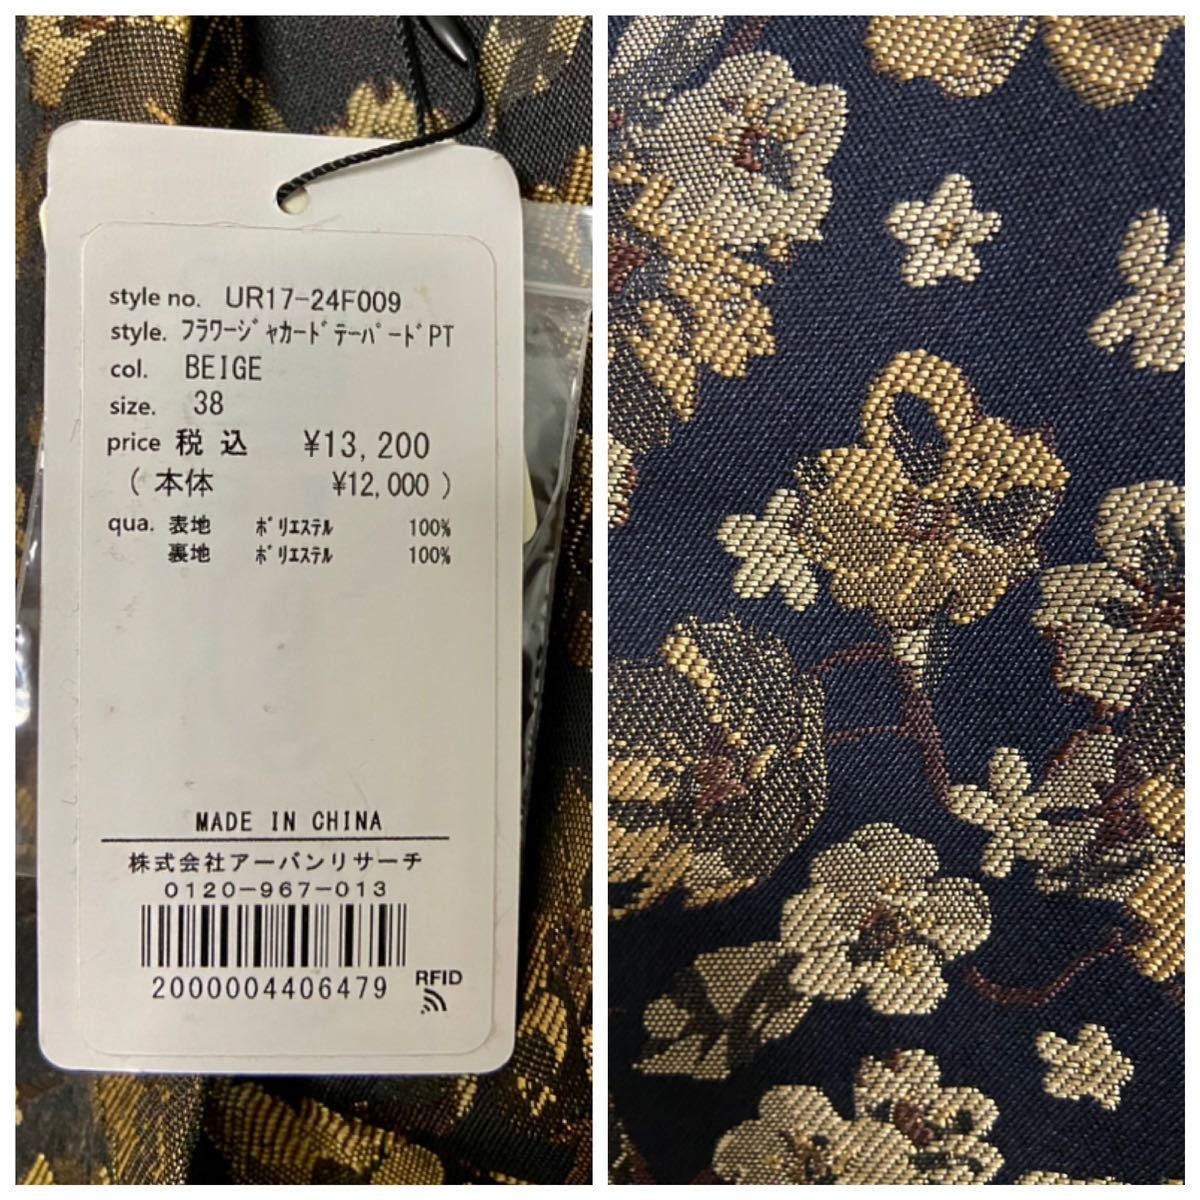 style no. UR17-24F009
style. ﾌﾗﾜｰｼﾞｬｶｰﾄﾞﾃｰﾊﾟｰﾄﾞPT
col. BEIGE
size. 38
price 税込 ¥13,200
( 本体 ¥12,000 )
qua. 表地 ﾎﾟﾘｴｽﾃﾙ 100%
裏地 ﾎﾟﾘｴｽﾃﾙ 100%
MADE IN CHINA
株式会社アーバンリサーチ
0120-967-013
2000004406479
RFID